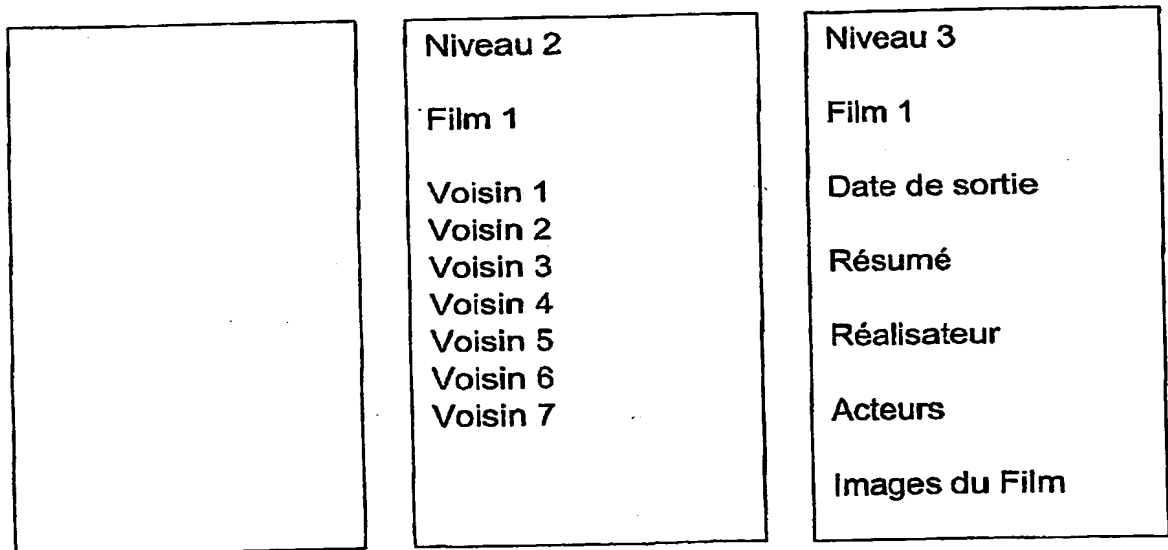 Niveau 2
Film 1
Voisin 1
Voisin 2
Voisin 3
Voisin 4
Voisin 5
Voisin 6
Voisin 7
Niveau 3
Film 1
Date de sortie
Résumé
Réalisateur
Acteurs
Images du Film